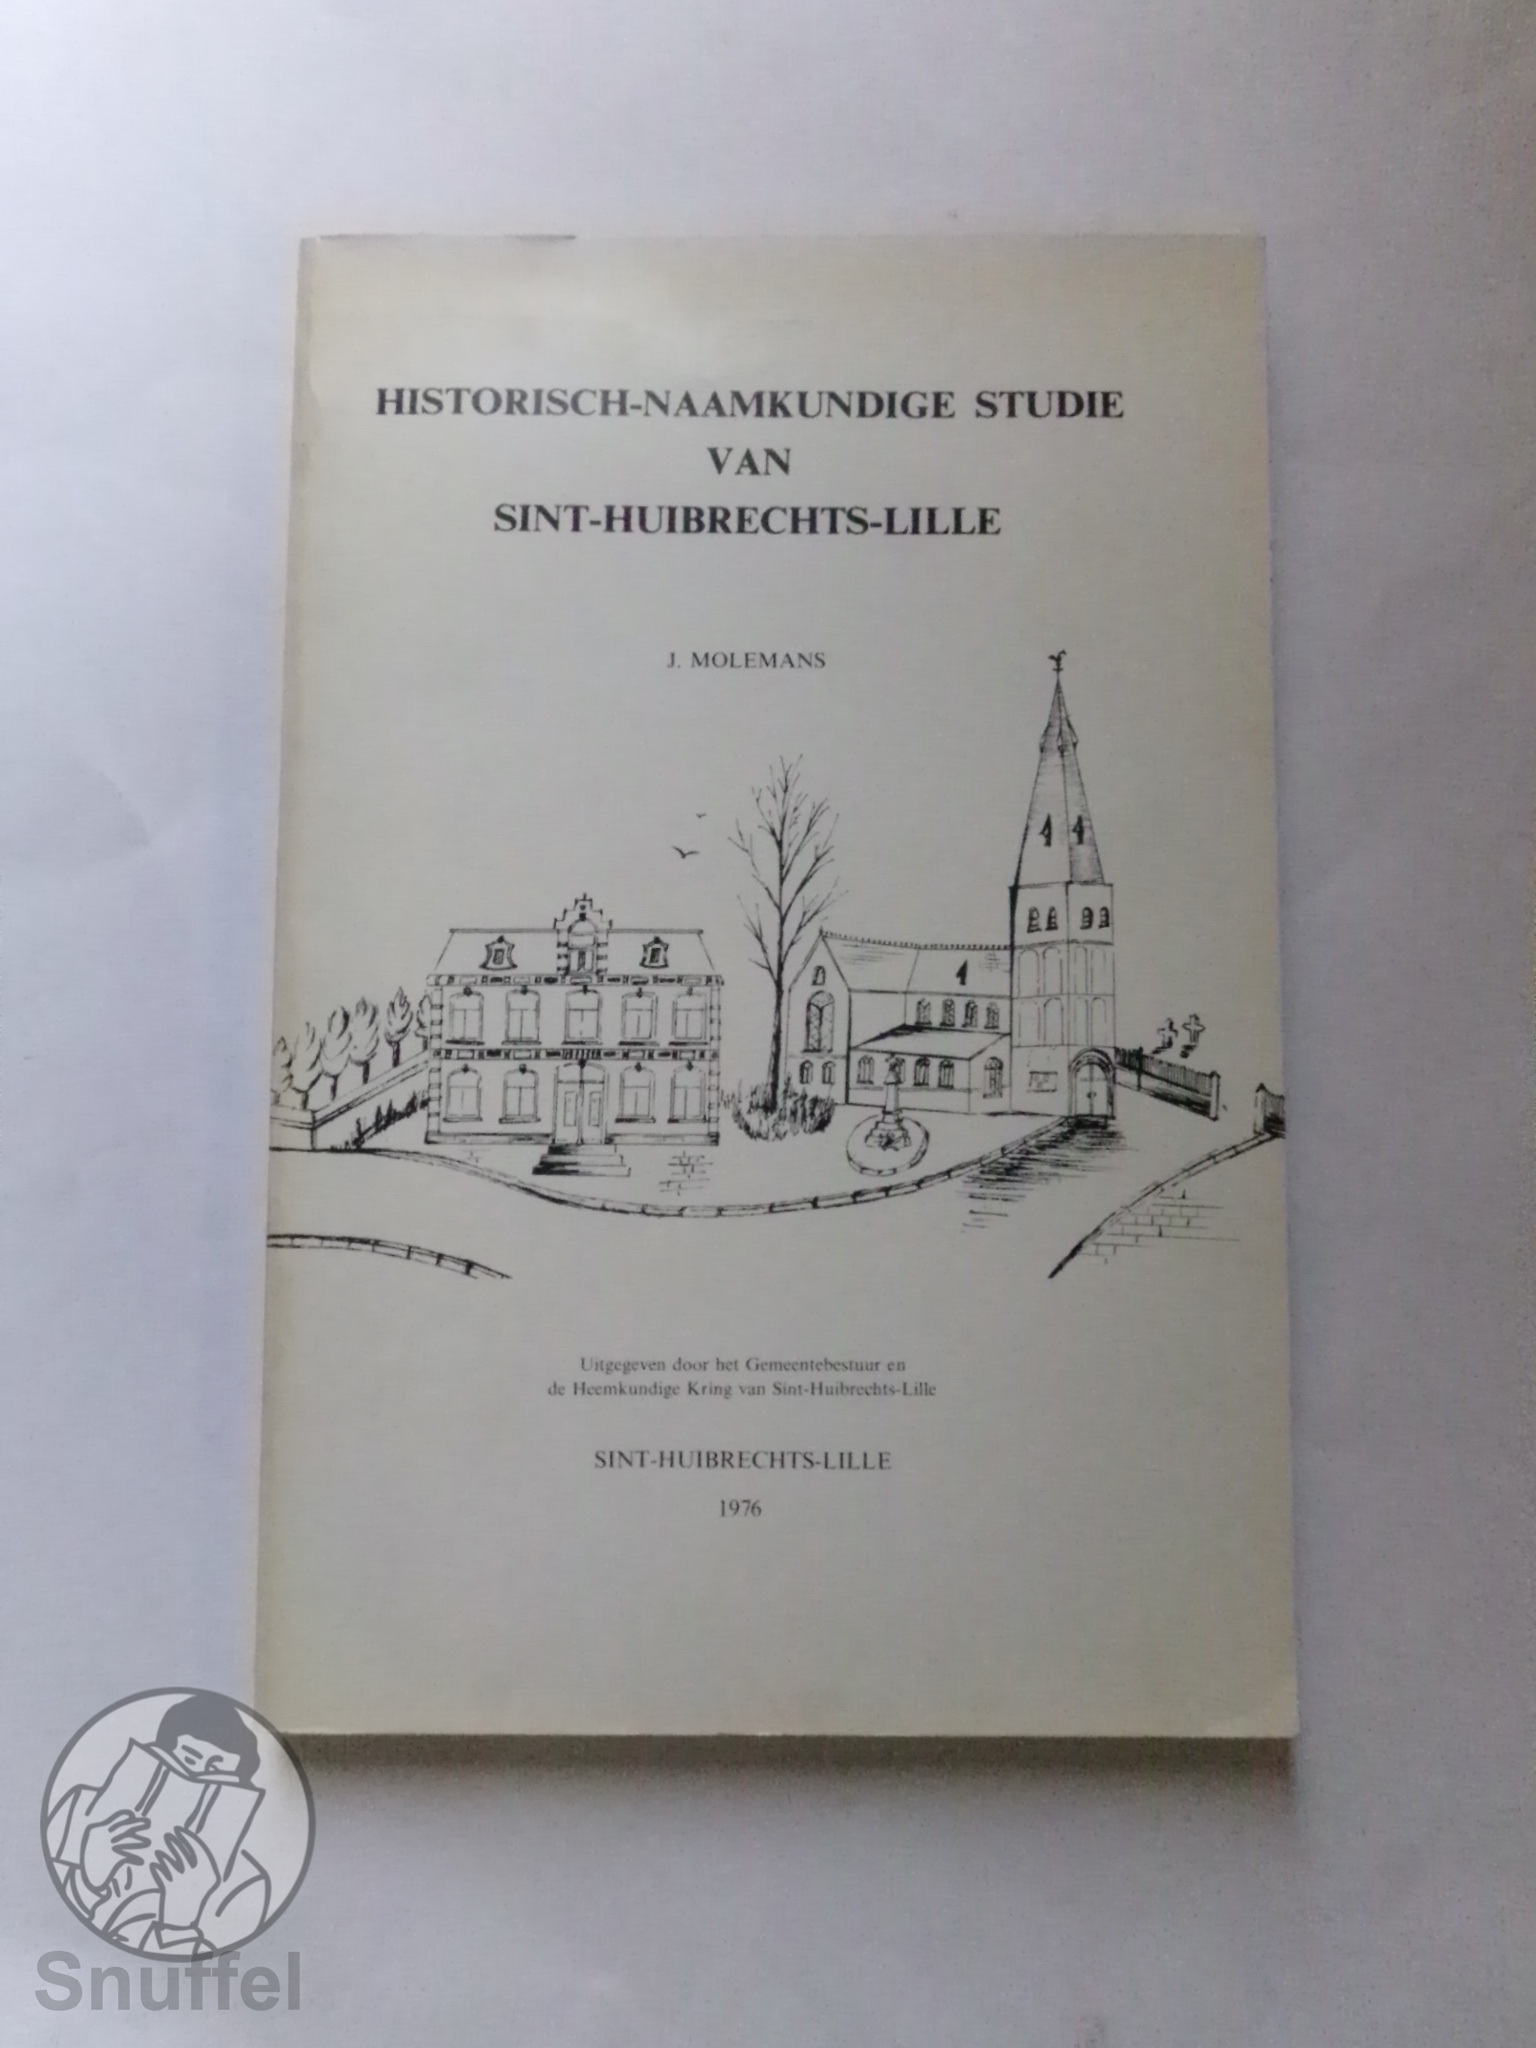 HISTORISCH-NAAMKUNDIGE STUDIE
VAN
SINT-HUIBRECHTS-LILLE
J. MOLEMANS
Uitgegeven door het Gemeentebestuur en
de Heemkundige Kring van Sint-Huibrechts-Lille
SINT-HUIBRECHTS-LILLE
1976
Snuffel